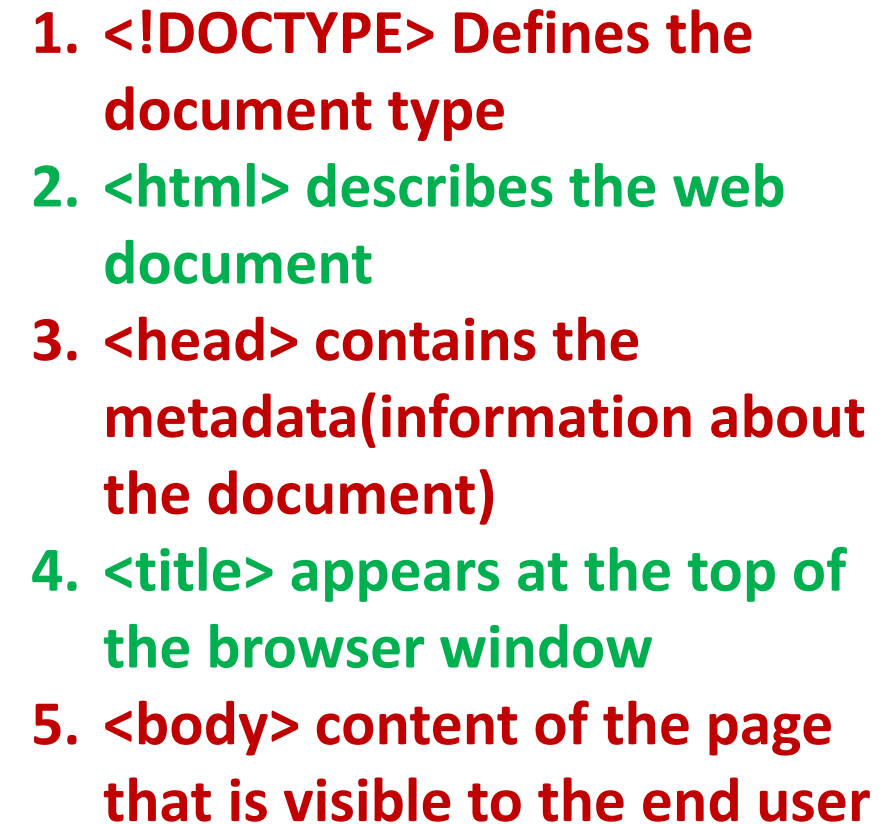 1. <!DOCTYPE> Defines the
document type
2. <html> describes the web
document
3. <head> contains the
metadata(information about
the document)
4. <title> appears at the top of
the browser window
5. <body> content of the page
that is visible to the end user